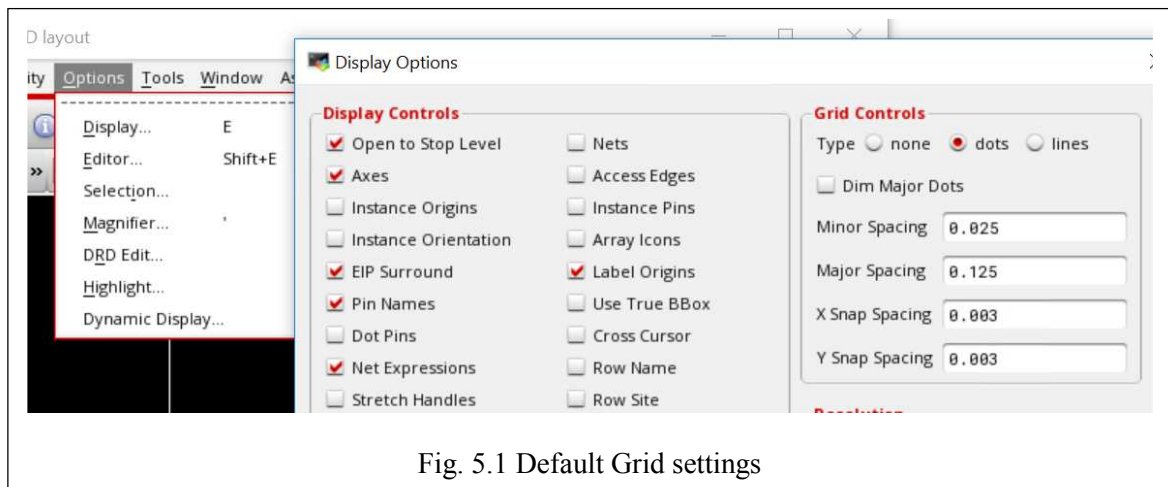 D layout
ity Options Tools Window As
Display... E
Editor... Shift+E
Selection...
Magnifier... '
DRD Edit...
Highlight...
Dynamic Display...
»
Display Options
Display Controls
Open to Stop Level Nets
Axes Access Edges
Instance Origins Instance Pins
Instance Orientation Array Icons
EIP Surround Label Origins
Pin Names Use True BBox
Dot Pins Cross Cursor
Net Expressions Row Name
Stretch Handles Row Site
Grid Controls
Type none dots lines
Dim Major Dots
Minor Spacing 0.025
Major Spacing 0.125
X Snap Spacing 0.003
Y Snap Spacing 0.003
Fig. 5.1 Default Grid settings